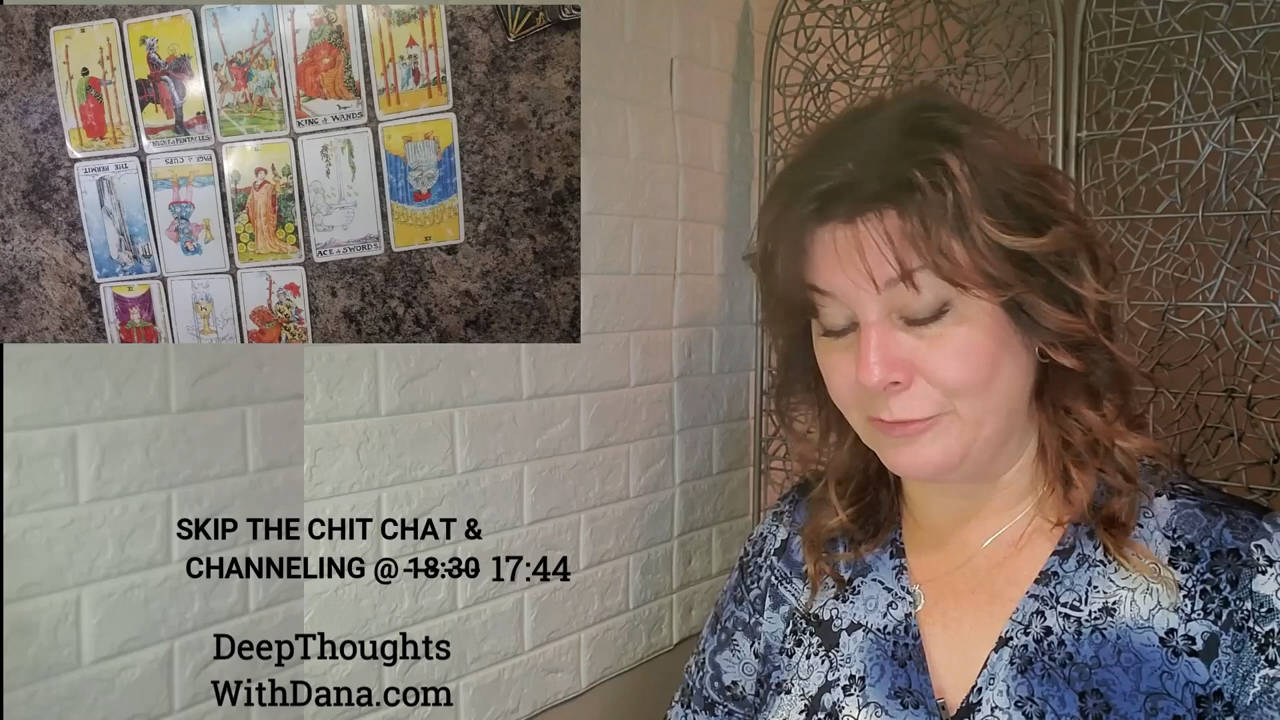 KNIGHT of PENTACLES
KING of WANDS
THE HERMIT
PAGE of CUPS
ACE of SWORDS
IX
SKIP THE CHIT CHAT &
CHANNELING @ 18:30 17:44
DeepThoughts
WithDana.com